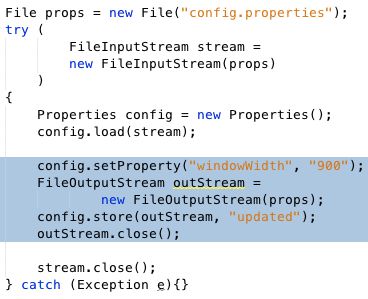 File props = new File("config.properties");
try (
        FileInputStream stream =
        new FileInputStream(props)
    )
{
    Properties config = new Properties();
    config.load(stream);

    config.setProperty("windowWidth", "900");
    FileOutputStream outStream =
            new FileOutputStream(props);
    config.store(outStream, "updated");
    outStream.close();

    stream.close();
} catch (Exception e){}